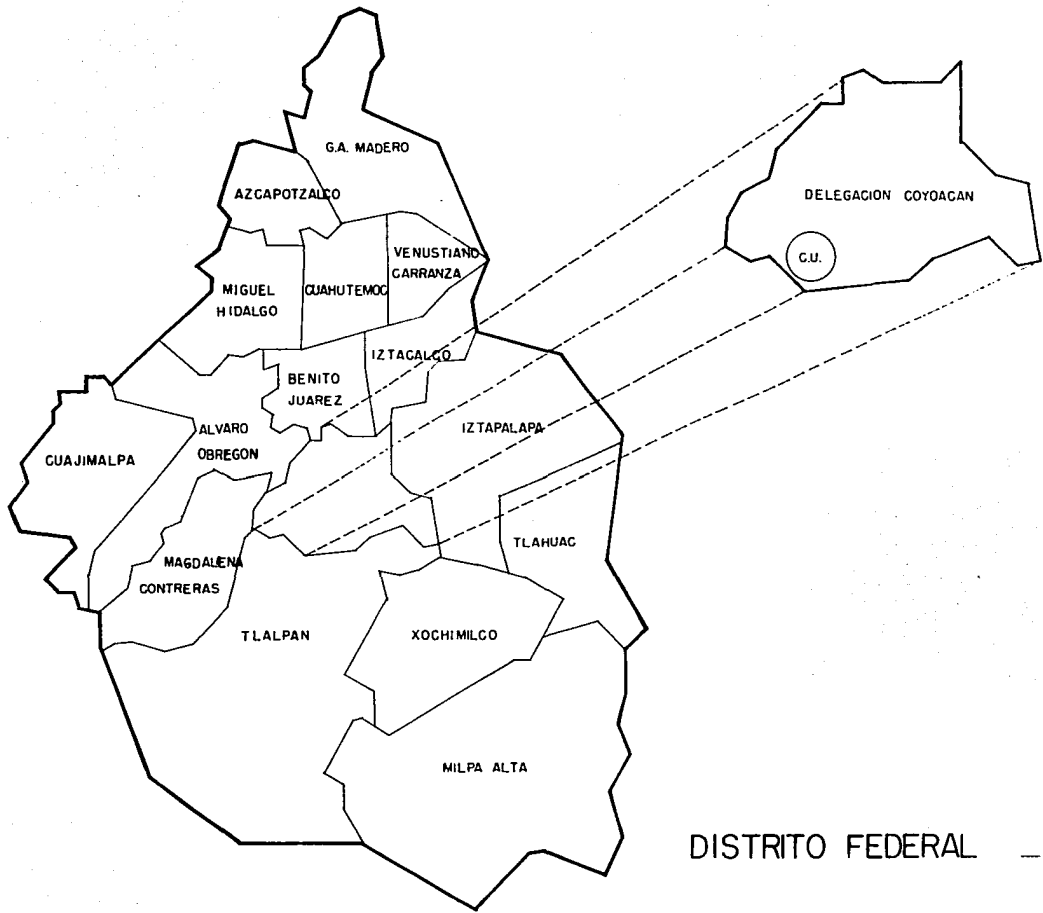 G.A. MADERO
AZCAPOTZALCO
DELEGACION COYOACAN
VENUSTIANO
CARRANZA
C.U.
MIGUEL
HIDALGO
CUAHUTEMOC
IZTACALCO
BENITO
JUAREZ
ALVARO
OBREGON
IZTAPALAPA
CUAJIMALPA
TLAHUAC
MAGDALENA
CONTRERAS
TLALPAN
XOCHIMILCO
MILPA ALTA
DISTRITO FEDERAL